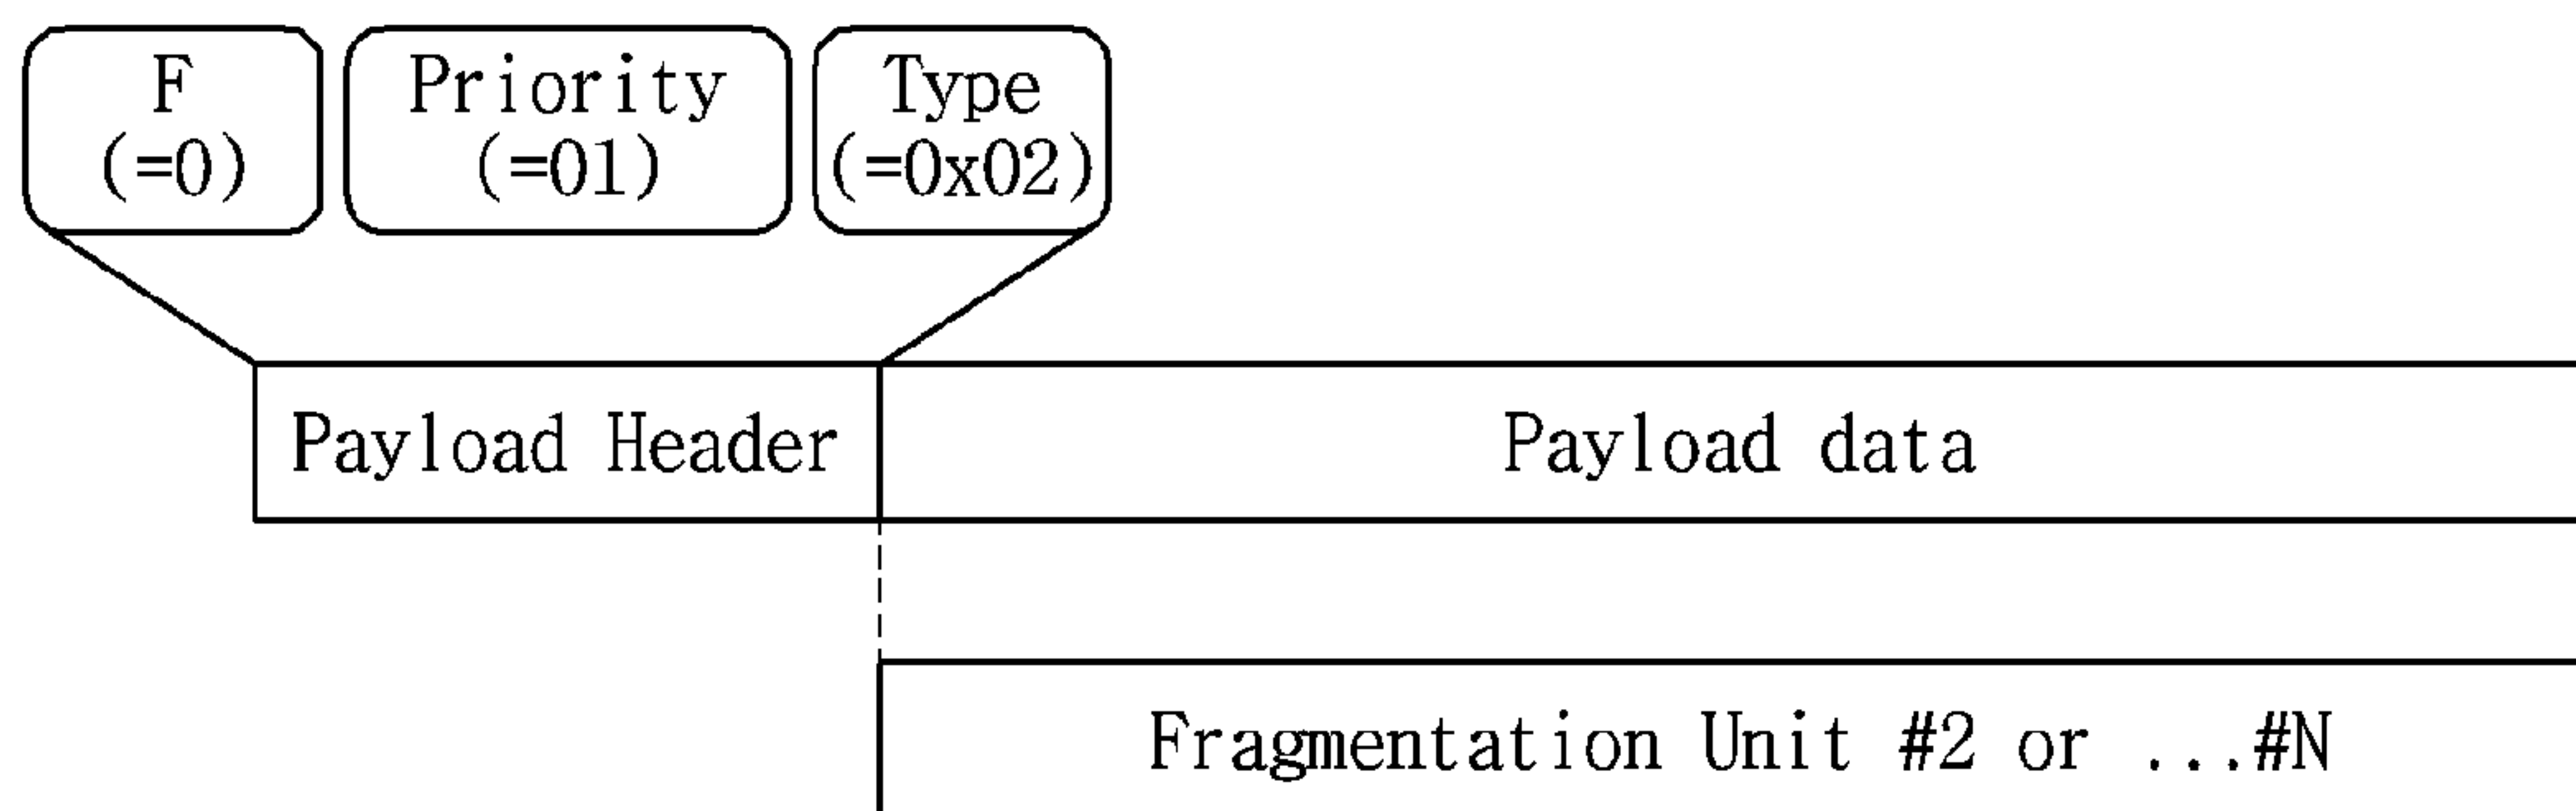 F
(=0)
Priority
(=01)
Type
(=0x02)
Payload Header
Payload data
Fragmentation Unit #2 or ...#N